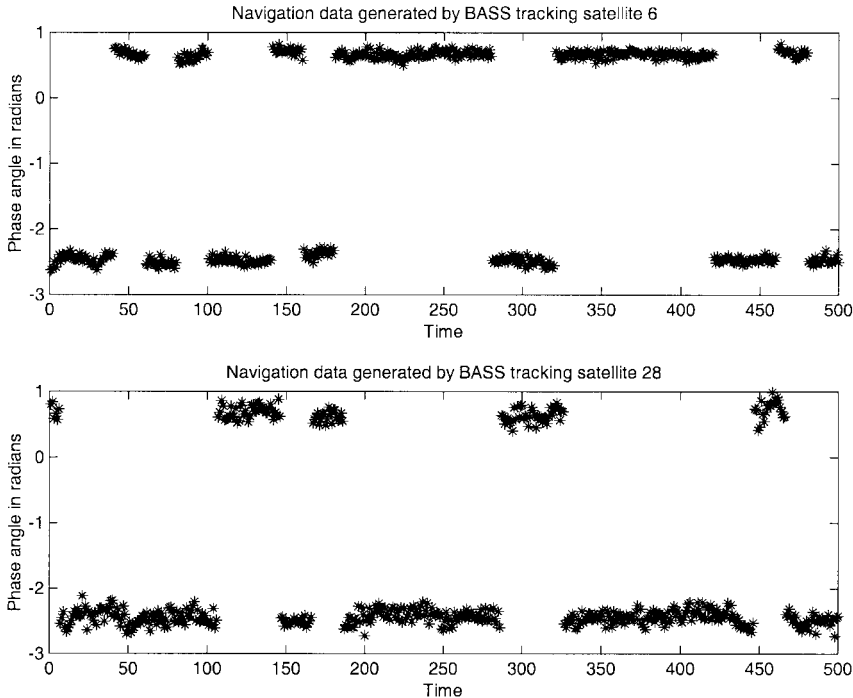 Navigation data generated by BASS tracking satellite 6
1
0
-1
-2
-3
Phase angle in radians
0 50 100 150 200 250 300 350 400 450 500
Time
Navigation data generated by BASS tracking satellite 28
1
0
-1
-2
-3
Phase angle in radians
0 50 100 150 200 250 300 350 400 450 500
Time